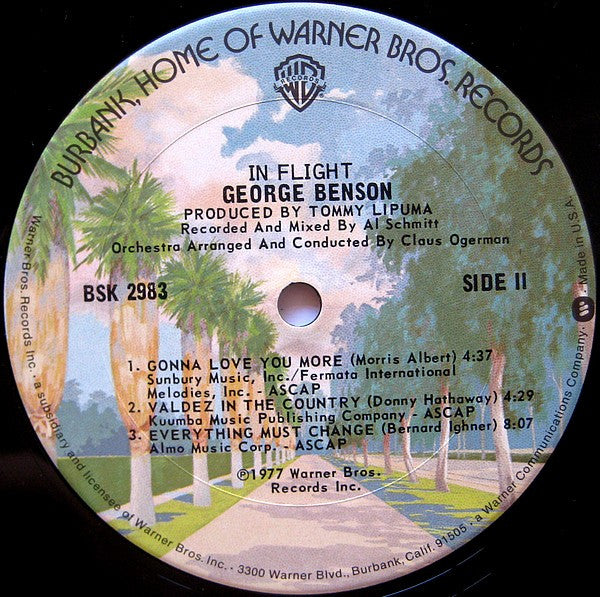 BURBANK, HOME OF WARNER BROS. RECORDS
RECORDS
IN FLIGHT
GEORGE BENSON
PRODUCED BY TOMMY LIPUMA
Recorded And Mixed By Al Schmitt
Orchestra Arranged And Conducted By Claus Ogerman
BSK 2983
SIDE II
1. GONNA LOVE YOU MORE (Morris Albert) 4:37
Sunbury Music, Inc./Fermata International
Melodies, Inc. - ASCAP
2. VALDEZ IN THE COUNTRY (Donny Hathaway) 4:29
Kuumba Music Publishing Company - ASCAP
3. EVERYTHING MUST CHANGE (Bernard Ighner) 8:07
Almo Music Corp. - ASCAP
℗1977 Warner Bros.
Records Inc.
Warner Bros. Records Inc. · a subsidiary and licensee of Warner Bros. Inc. · 3300 Warner Blvd., Burbank, Calif. 91505 · a Warner Communications Company · Made in U.S.A.